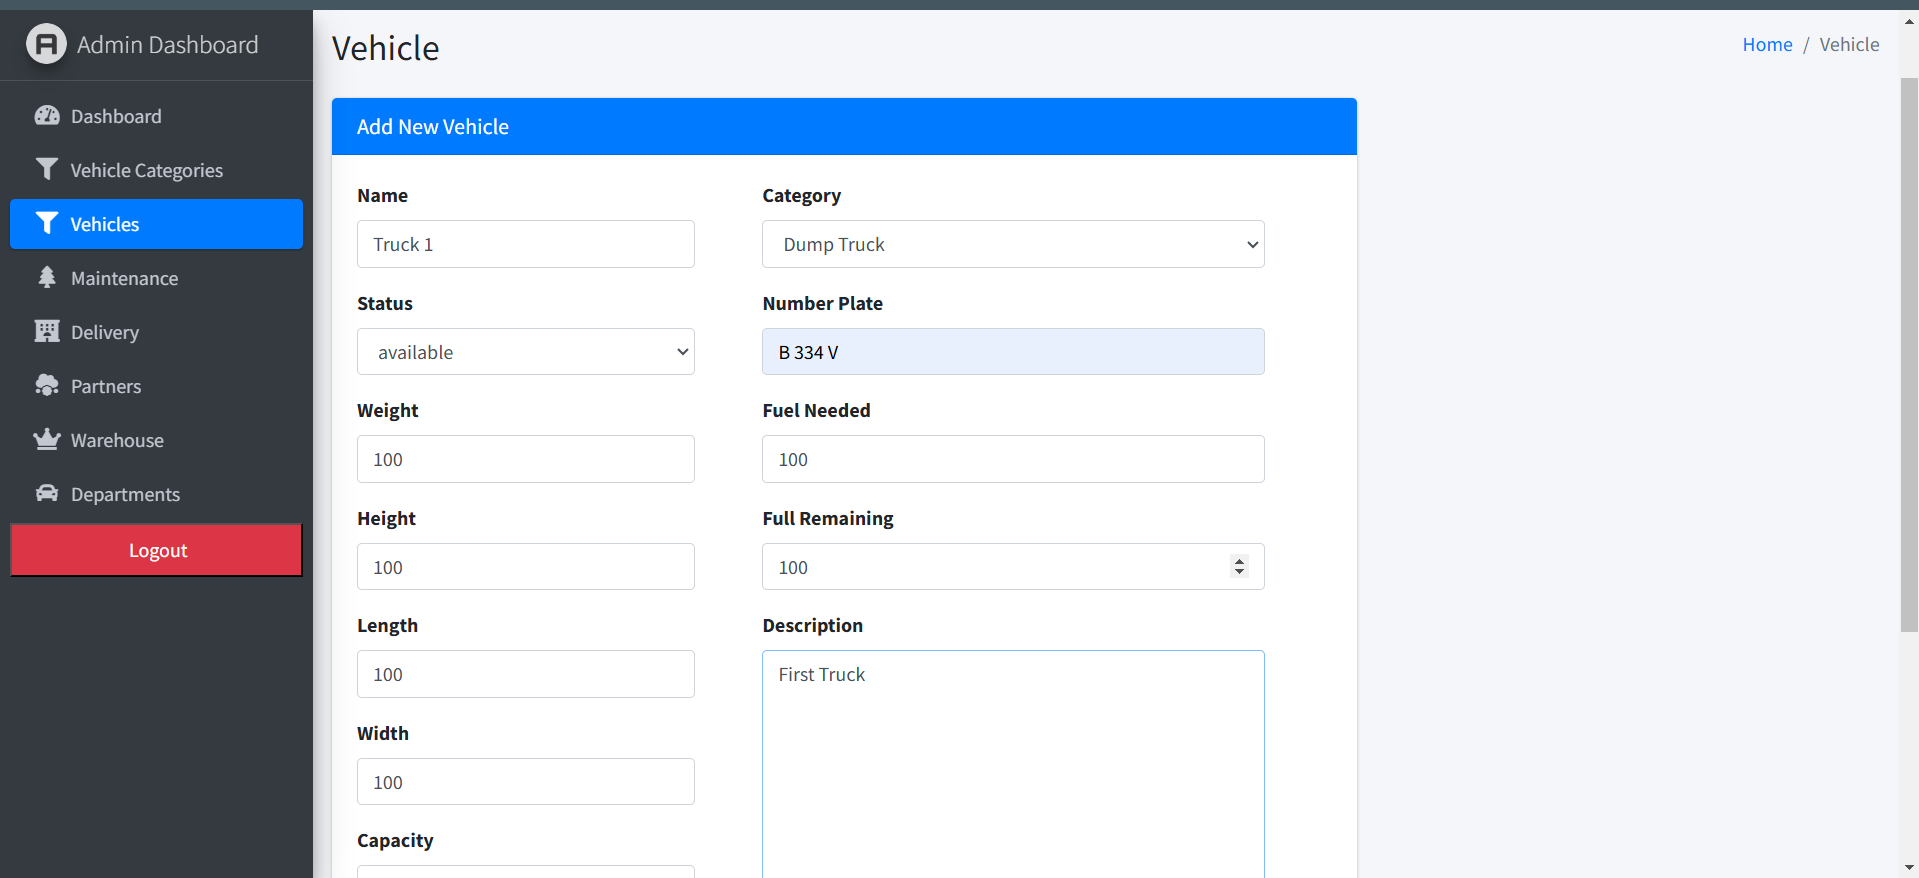 Admin Dashboard
Dashboard
Vehicle Categories
Vehicles
Maintenance
Delivery
Partners
Warehouse
Departments
Logout
Vehicle
Home / Vehicle
Add New Vehicle
Name
Truck 1
Category
Dump Truck
Status
available
Number Plate
B 334 V
Weight
100
Fuel Needed
100
Height
100
Full Remaining
100
Length
100
Description
First Truck
Width
100
Capacity